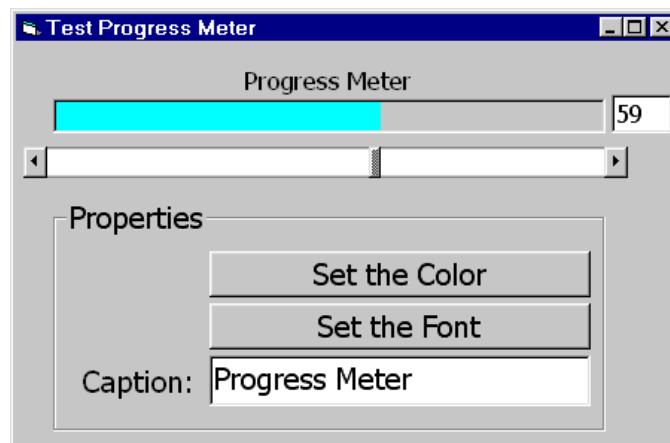 Test Progress Meter
Progress Meter
59
Properties
Set the Color
Set the Font
Caption: Progress Meter